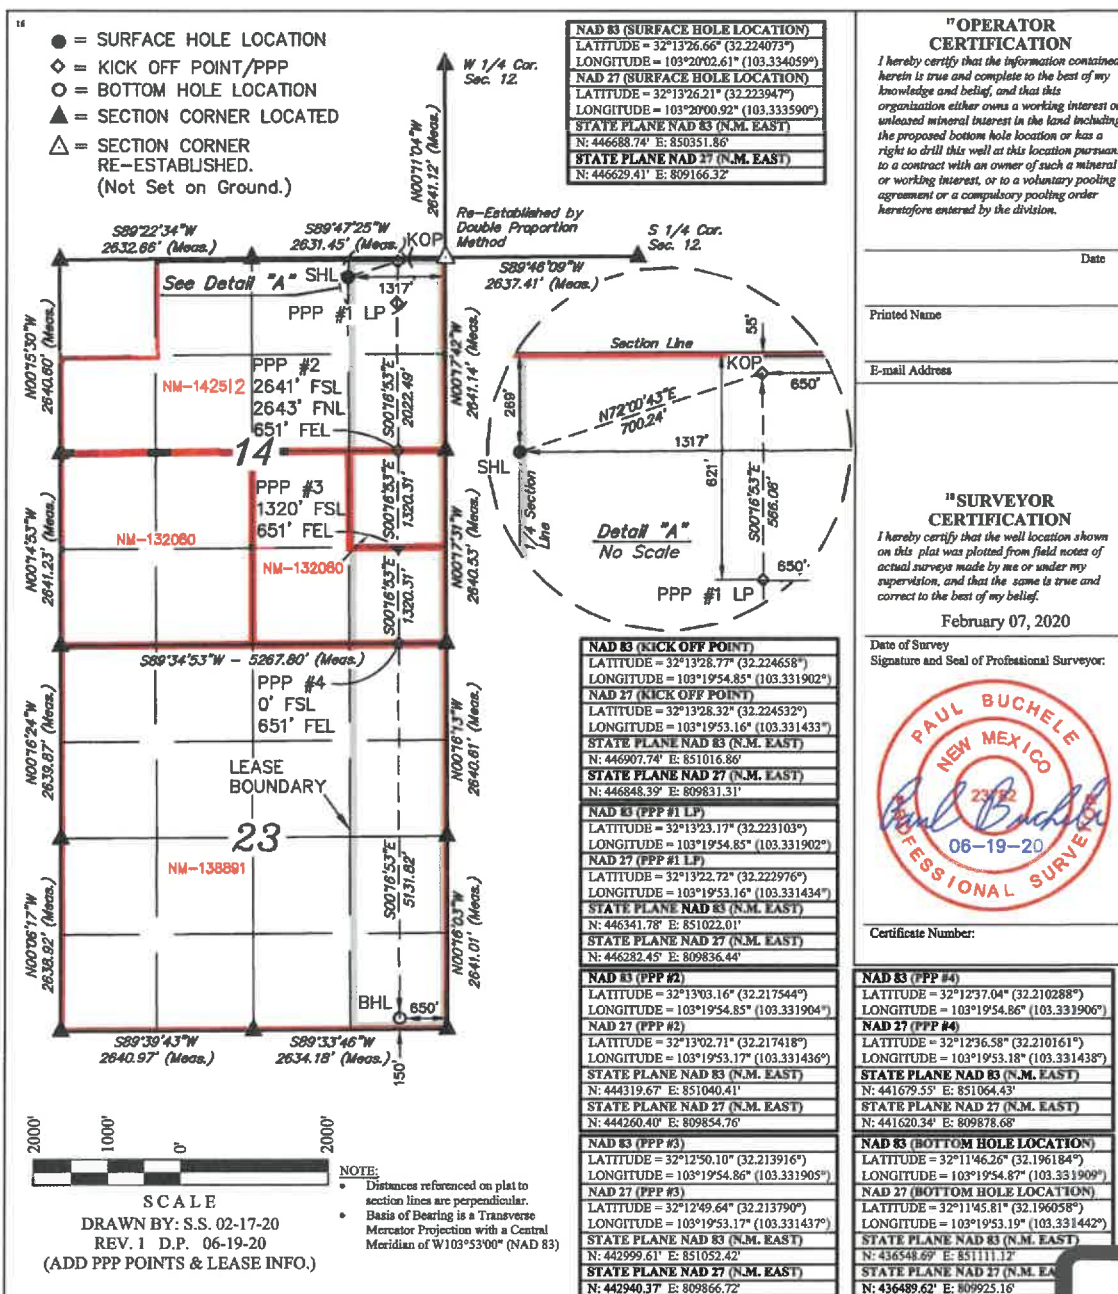 16
● = SURFACE HOLE LOCATION
◇ = KICK OFF POINT/PPP
○ = BOTTOM HOLE LOCATION
▲ = SECTION CORNER LOCATED
△ = SECTION CORNER
RE-ESTABLISHED.
(Not Set on Ground.)
W 1/4 Cor.
Sec. 12.
N00°11'04"W
2641.12' (Meas.)
Re-Established by
Double Proportion
Method
S 1/4 Cor.
Sec. 12.
S89°46'09"W
2637.41' (Meas.)
S89°22'34"W
2632.66' (Meas.)
S89°47'25"W
2631.45' (Meas.)
KOP
SHL
See Detail "A"
1317'
PPP #1 LP
N00°15'30"W
2640.80' (Meas.)
NM-142512
PPP #2
2641' FSL
2643' FNL
651' FEL
S00°16'53"E
2022.49'
N00°17'42"W
2641.14' (Meas.)
14
PPP #3
1320' FSL
651' FEL
NM-132080
NM-132080
S00°16'53"E
1320.31'
S00°16'53"E
1320.31'
N00°14'53"W
2641.23' (Meas.)
N00°17'31"W
2640.53' (Meas.)
S89°34'53"W - 5267.80' (Meas.)
PPP #4
0' FSL
651' FEL
N00°16'24"W
2639.87' (Meas.)
N00°16'13"W
2640.81' (Meas.)
LEASE
BOUNDARY
23
NM-138891
S00°16'53"E
5131.82'
N00°06'17"W
2638.92' (Meas.)
N00°16'03"W
2641.01' (Meas.)
BHL
650'
S89°39'43"W
2640.97' (Meas.)
S89°33'46"W
2634.18' (Meas.)
150'
Section Line
55'
KOP
650'
269'
N72°00'43"E
700.24'
1317'
SHL
621'
S00°16'53"E
566.06'
1/4 Section
Line
Detail "A"
No Scale
650'
PPP #1 LP
NAD 83 (SURFACE HOLE LOCATION)
LATITUDE = 32°13'26.66" (32.224073°)
LONGITUDE = 103°20'02.61" (103.334059°)
NAD 27 (SURFACE HOLE LOCATION)
LATITUDE = 32°13'26.21" (32.223947°)
LONGITUDE = 103°20'00.92" (103.333590°)
STATE PLANE NAD 83 (N.M. EAST)
N: 446688.74' E: 850351.86'
STATE PLANE NAD 27 (N.M. EAST)
N: 446629.41' E: 809166.32'
NAD 83 (KICK OFF POINT)
LATITUDE = 32°13'28.77" (32.224658°)
LONGITUDE = 103°19'54.85" (103.331902°)
NAD 27 (KICK OFF POINT)
LATITUDE = 32°13'28.32" (32.224532°)
LONGITUDE = 103°19'53.16" (103.331433°)
STATE PLANE NAD 83 (N.M. EAST)
N: 446907.74' E: 851016.86'
STATE PLANE NAD 27 (N.M. EAST)
N: 446848.39' E: 809831.31'
NAD 83 (PPP #1 LP)
LATITUDE = 32°13'23.17" (32.223103°)
LONGITUDE = 103°19'54.85" (103.331902°)
NAD 27 (PPP #1 LP)
LATITUDE = 32°13'22.72" (32.222976°)
LONGITUDE = 103°19'53.16" (103.331434°)
STATE PLANE NAD 83 (N.M. EAST)
N: 446341.78' E: 851022.01'
STATE PLANE NAD 27 (N.M. EAST)
N: 446282.45' E: 809836.44'
NAD 83 (PPP #2)
LATITUDE = 32°13'03.16" (32.217544°)
LONGITUDE = 103°19'54.85" (103.331904°)
NAD 27 (PPP #2)
LATITUDE = 32°13'02.71" (32.217418°)
LONGITUDE = 103°19'53.17" (103.331436°)
STATE PLANE NAD 83 (N.M. EAST)
N: 444319.67' E: 851040.41'
STATE PLANE NAD 27 (N.M. EAST)
N: 444260.40' E: 809854.76'
NAD 83 (PPP #3)
LATITUDE = 32°12'50.10" (32.213916°)
LONGITUDE = 103°19'54.86" (103.331905°)
NAD 27 (PPP #3)
LATITUDE = 32°12'49.64" (32.213790°)
LONGITUDE = 103°19'53.17" (103.331437°)
STATE PLANE NAD 83 (N.M. EAST)
N: 442999.61' E: 851052.42'
STATE PLANE NAD 27 (N.M. EAST)
N: 442940.37' E: 809866.72'
NAD 83 (PPP #4)
LATITUDE = 32°12'37.04" (32.210288°)
LONGITUDE = 103°19'54.86" (103.331906°)
NAD 27 (PPP #4)
LATITUDE = 32°12'36.58" (32.210161°)
LONGITUDE = 103°19'53.18" (103.331438°)
STATE PLANE NAD 83 (N.M. EAST)
N: 441679.55' E: 851064.43'
STATE PLANE NAD 27 (N.M. EAST)
N: 441620.34' E: 809878.68'
NAD 83 (BOTTOM HOLE LOCATION)
LATITUDE = 32°11'46.26" (32.196184°)
LONGITUDE = 103°19'54.87" (103.331909°)
NAD 27 (BOTTOM HOLE LOCATION)
LATITUDE = 32°11'45.81" (32.196058°)
LONGITUDE = 103°19'53.19" (103.331442°)
STATE PLANE NAD 83 (N.M. EAST)
N: 436548.69' E: 851111.12'
STATE PLANE NAD 27 (N.M. EA
N: 436489.62' E: 809925.16'
17 OPERATOR
CERTIFICATION
I hereby certify that the information contained
herein is true and complete to the best of my
knowledge and belief, and that this
organization either owns a working interest or
unleased mineral interest in the land including
the proposed bottom hole location or has a
right to drill this well at this location pursuant
to a contract with an owner of such a mineral
or working interest, or to a voluntary pooling
agreement or a compulsory pooling order
heretofore entered by the division.
Date
Printed Name
E-mail Address
18 SURVEYOR
CERTIFICATION
I hereby certify that the well location shown
on this plat was plotted from field notes of
actual surveys made by me or under my
supervision, and that the same is true and
correct to the best of my belief.
February 07, 2020
Date of Survey
Signature and Seal of Professional Surveyor:
PAUL BUCHELE
NEW MEXICO
23782
Paul Buchele
06-19-20
PROFESSIONAL SURVEYOR
Certificate Number:
2000' 1000' 0' 2000'
SCALE
DRAWN BY: S.S. 02-17-20
REV. 1 D.P. 06-19-20
(ADD PPP POINTS & LEASE INFO.)
NOTE:
• Distances referenced on plat to
section lines are perpendicular.
• Basis of Bearing is a Transverse
Mercator Projection with a Central
Meridian of W103°53'00" (NAD 83)